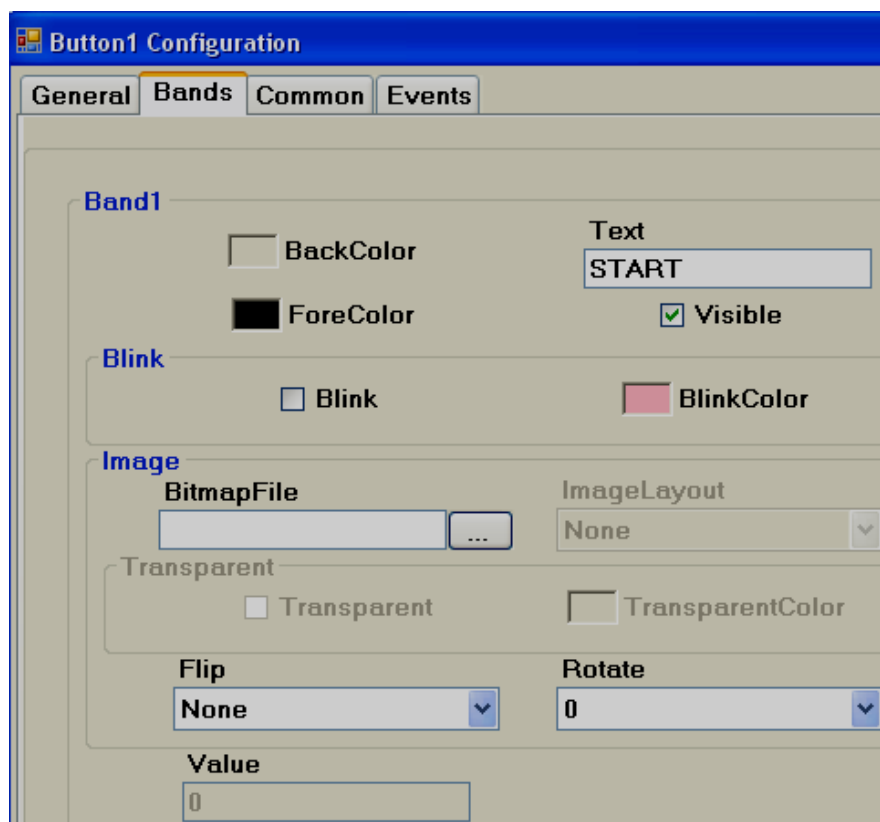 Button1 Configuration
General Bands Common Events
Band1
BackColor
Text
START
ForeColor
Visible
Blink
Blink
BlinkColor
Image
BitmapFile
ImageLayout
...
None
Transparent
Transparent
TransparentColor
Flip
Rotate
None
0
Value
0